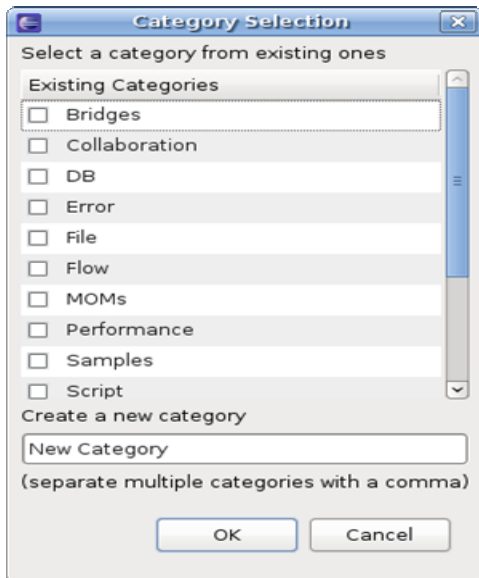 Category Selection
Select a category from existing ones
Existing Categories
Bridges
Collaboration
DB
Error
File
Flow
MOMs
Performance
Samples
Script
Create a new category
New Category
(separate multiple categories with a comma)
OK Cancel